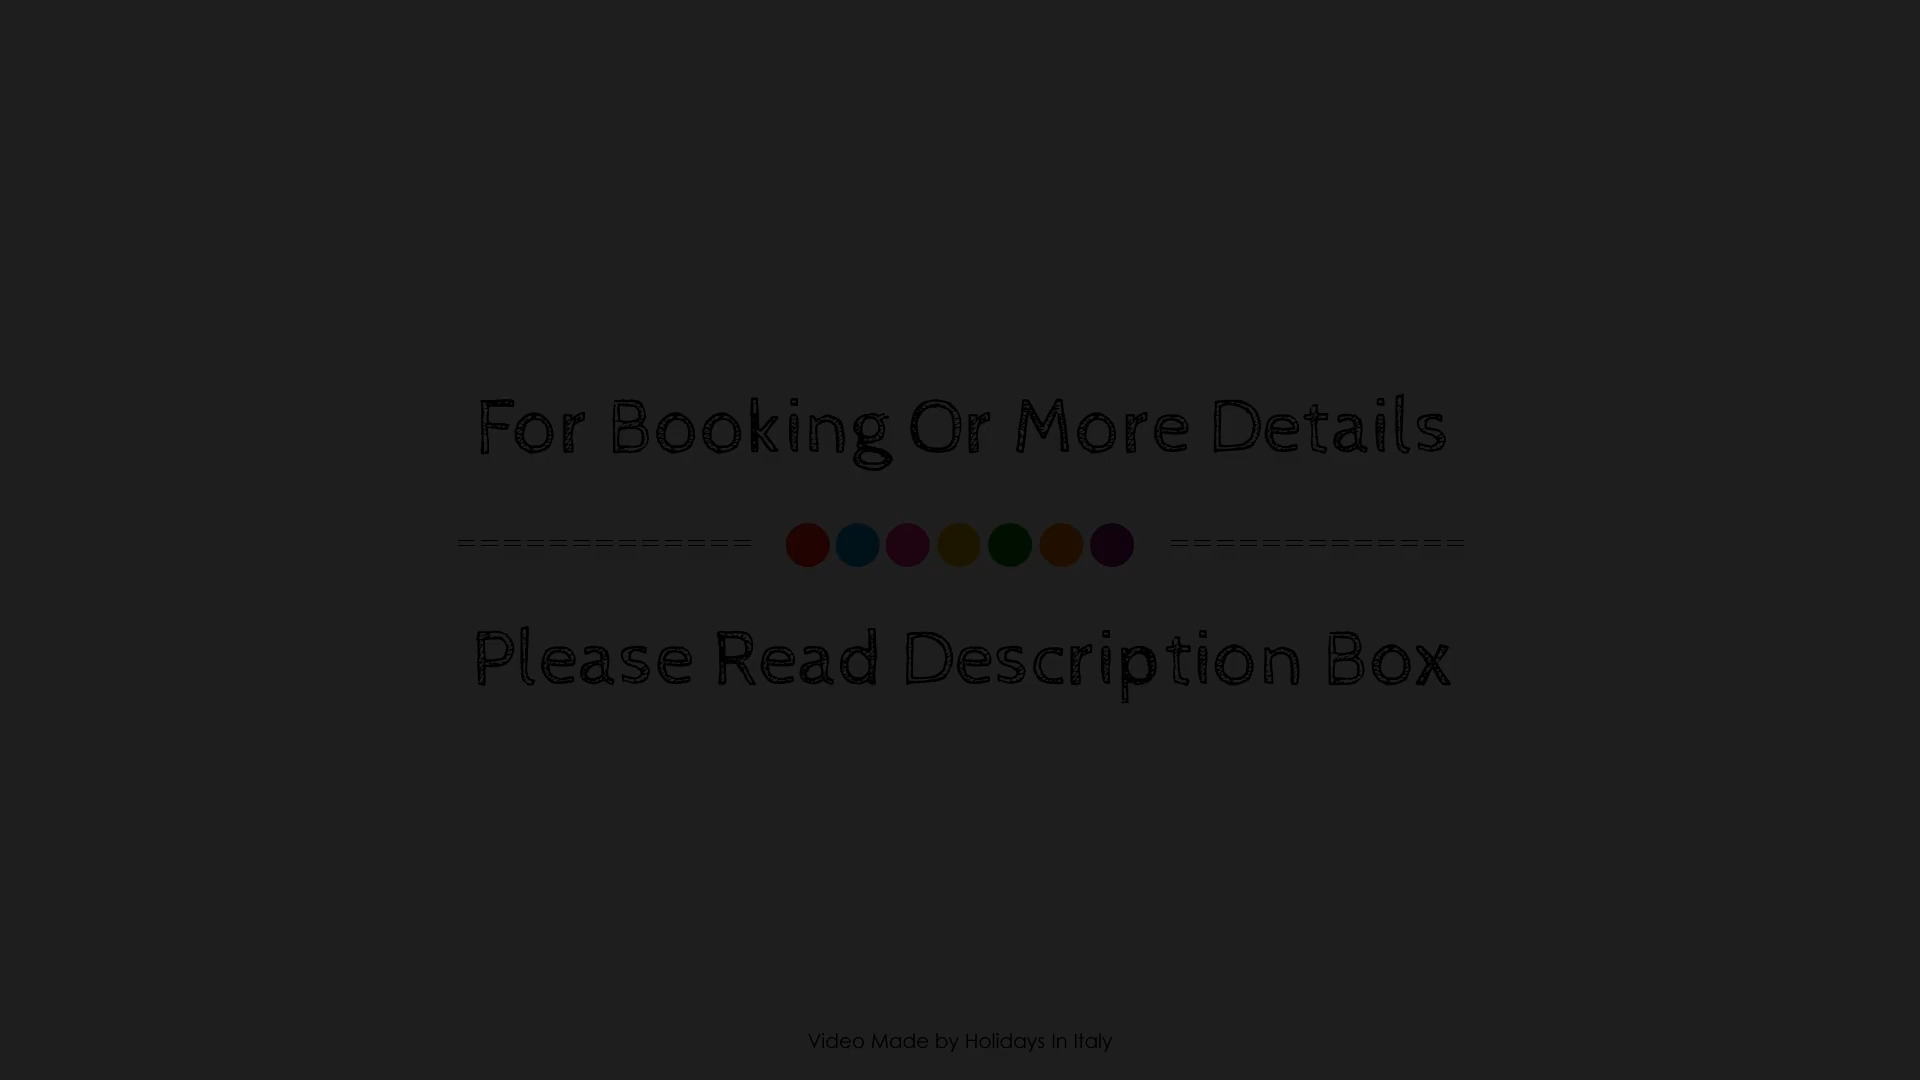 For Booking Or More Details
============= =============
Please Read Description Box
Video Made by Holidays In Italy